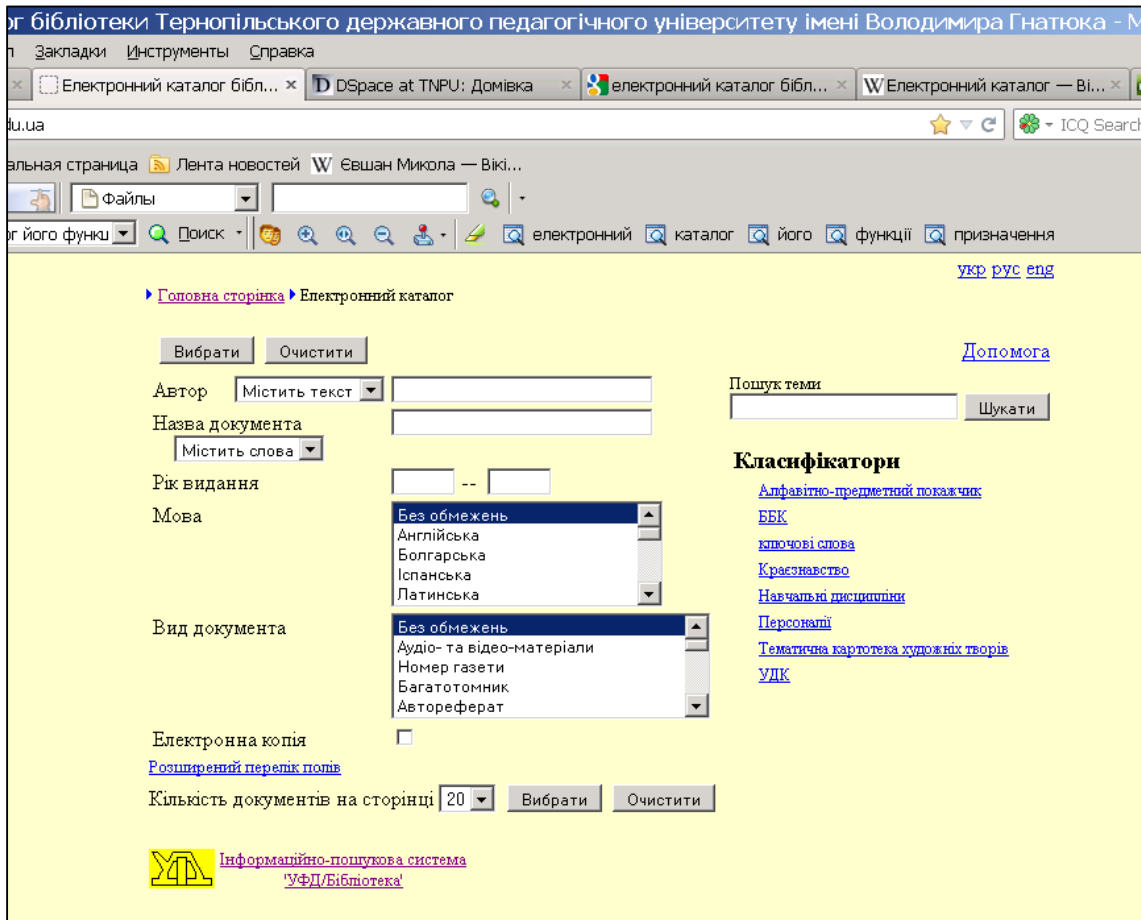 ог бібліотеки Тернопільського державного педагогічного університету імені Володимира Гнатюка - M
Закладки Инструменты Справка
Електронний каталог бібл... DSpace at TNPU: Домівка електронний каталог бібл... Електронний каталог — Ві...
du.ua ICQ Search
альная страница Лента новостей W Євшан Микола — Вікі...
Файлы
ог його функц Поиск електронний каталог його функції призначення
укр рус eng
Головна сторінка Електронний каталог
Вибрати Очистити Допомога
Автор Містить текст Пошук теми
Шукати
Назва документа
Містить слова
Класифікатори
Рік видання --
Алфавітно-предметний покажчик
Мова Без обмежень ББК
Англійська ключові слова
Болгарська
Краєзнавство
Іспанська
Латинська Навчальні дисципліни
Вид документа Без обмежень Персоналії
Аудіо- та відео-матеріали Тематична картотека художніх творів
Номер газети УДК
Багатотомник
Автореферат
Електронна копія
Розширений перелік полів
Кількість документів на сторінці 20 Вибрати Очистити
УФД Інформаційно-пошукова система
'УФД/Бібліотека'